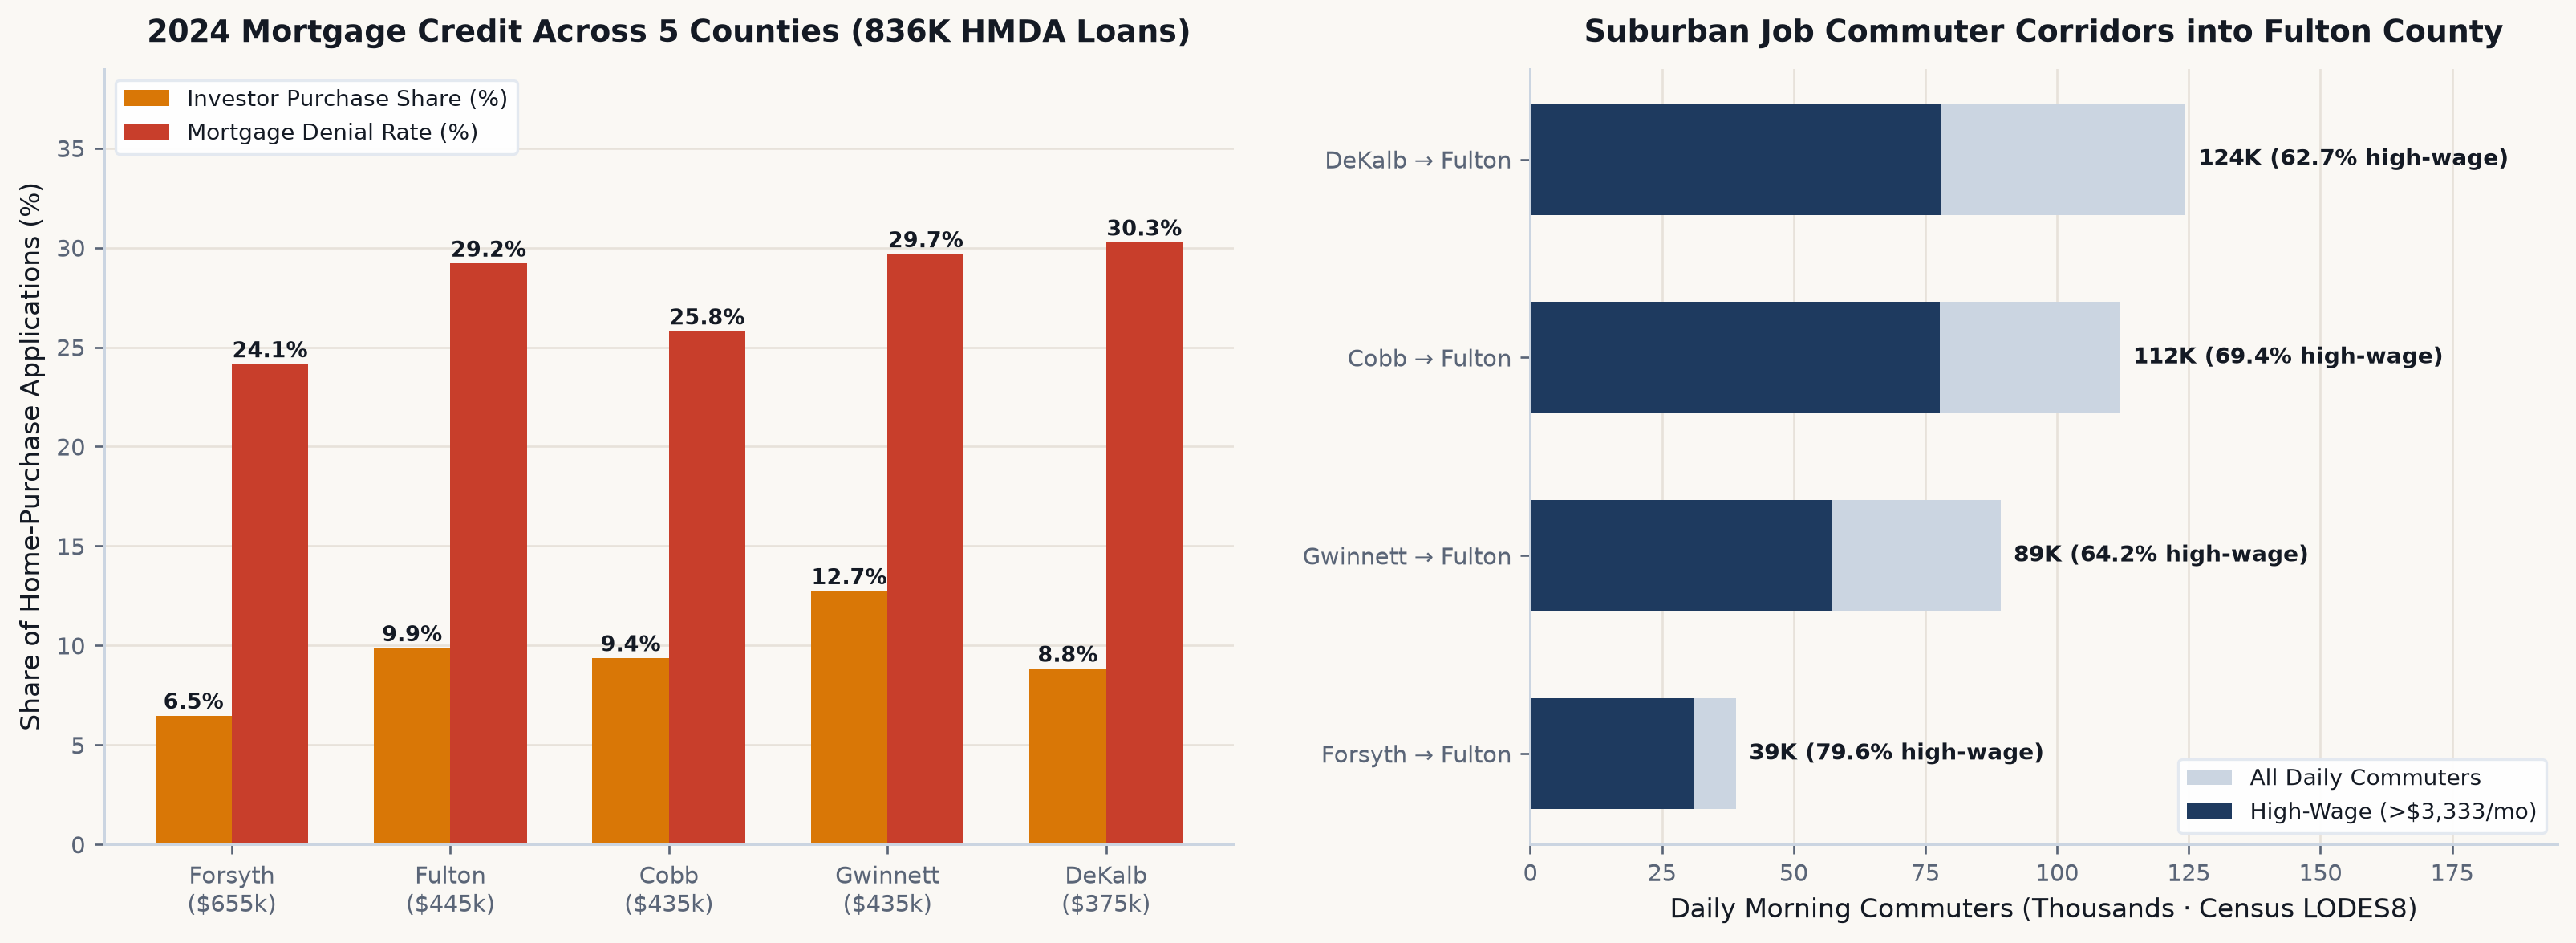 2024 Mortgage Credit Across 5 Counties (836K HMDA Loans)
Investor Purchase Share (%)
Mortgage Denial Rate (%)
Share of Home-Purchase Applications (%)
35
30
25
20
15
10
5
0
6.5%
24.1%
9.9%
29.2%
9.4%
25.8%
12.7%
29.7%
8.8%
30.3%
Forsyth
($655k)
Fulton
($445k)
Cobb
($435k)
Gwinnett
($435k)
DeKalb
($375k)
Suburban Job Commuter Corridors into Fulton County
DeKalb → Fulton
124K (62.7% high-wage)
Cobb → Fulton
112K (69.4% high-wage)
Gwinnett → Fulton
89K (64.2% high-wage)
Forsyth → Fulton
39K (79.6% high-wage)
All Daily Commuters
High-Wage (>$3,333/mo)
0 25 50 75 100 125 150 175
Daily Morning Commuters (Thousands · Census LODES8)